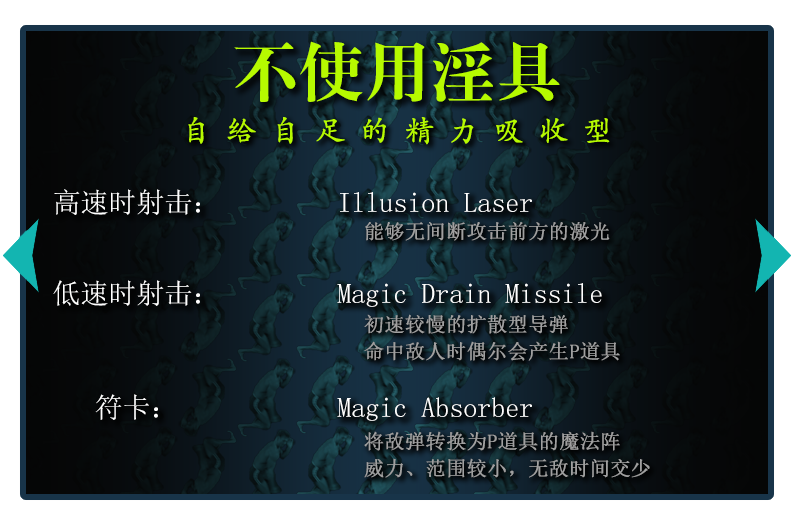 不使用淫具
自给自足的精力吸收型
高速时射击: Illusion Laser
能够无间断攻击前方的激光
低速时射击: Magic Drain Missile
初速较慢的扩散型导弹
命中敌人时偶尔会产生P道具
符卡: Magic Absorber
将敌弹转换为P道具的魔法阵
威力、范围较小，无敌时间交少